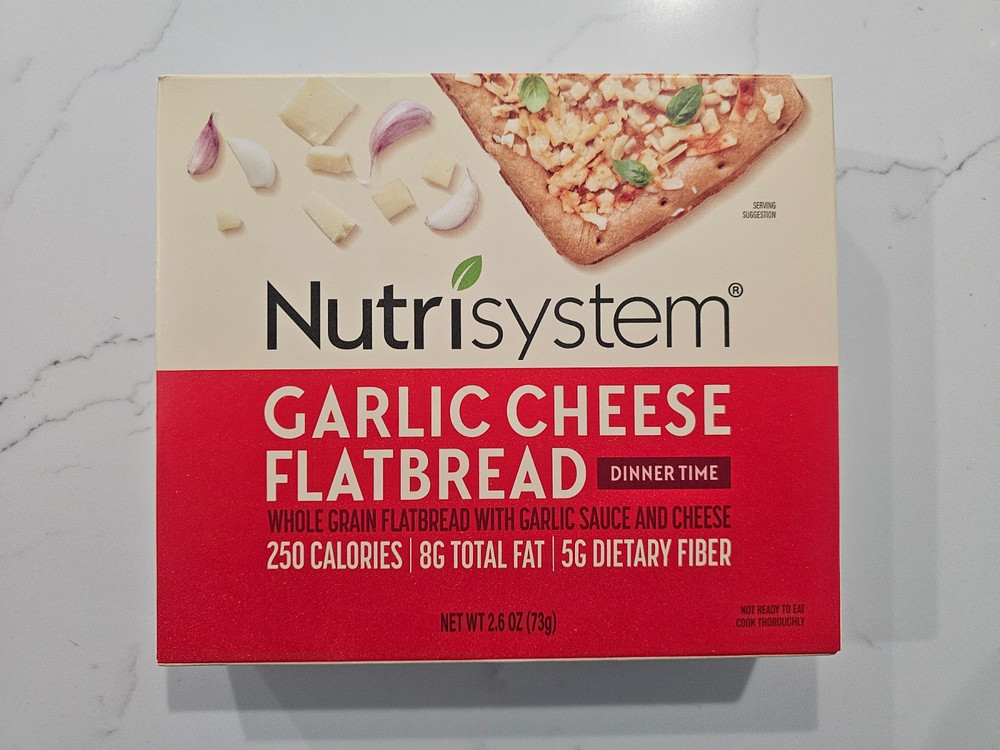 SERVING
SUGGESTION
Nutrisystem®
GARLIC CHEESE
FLATBREAD DINNER TIME
WHOLE GRAIN FLATBREAD WITH GARLIC SAUCE AND CHEESE
250 CALORIES | 8G TOTAL FAT | 5G DIETARY FIBER
NET WT 2.6 OZ (73g)
NOT READY TO EAT
COOK THOROUGHLY